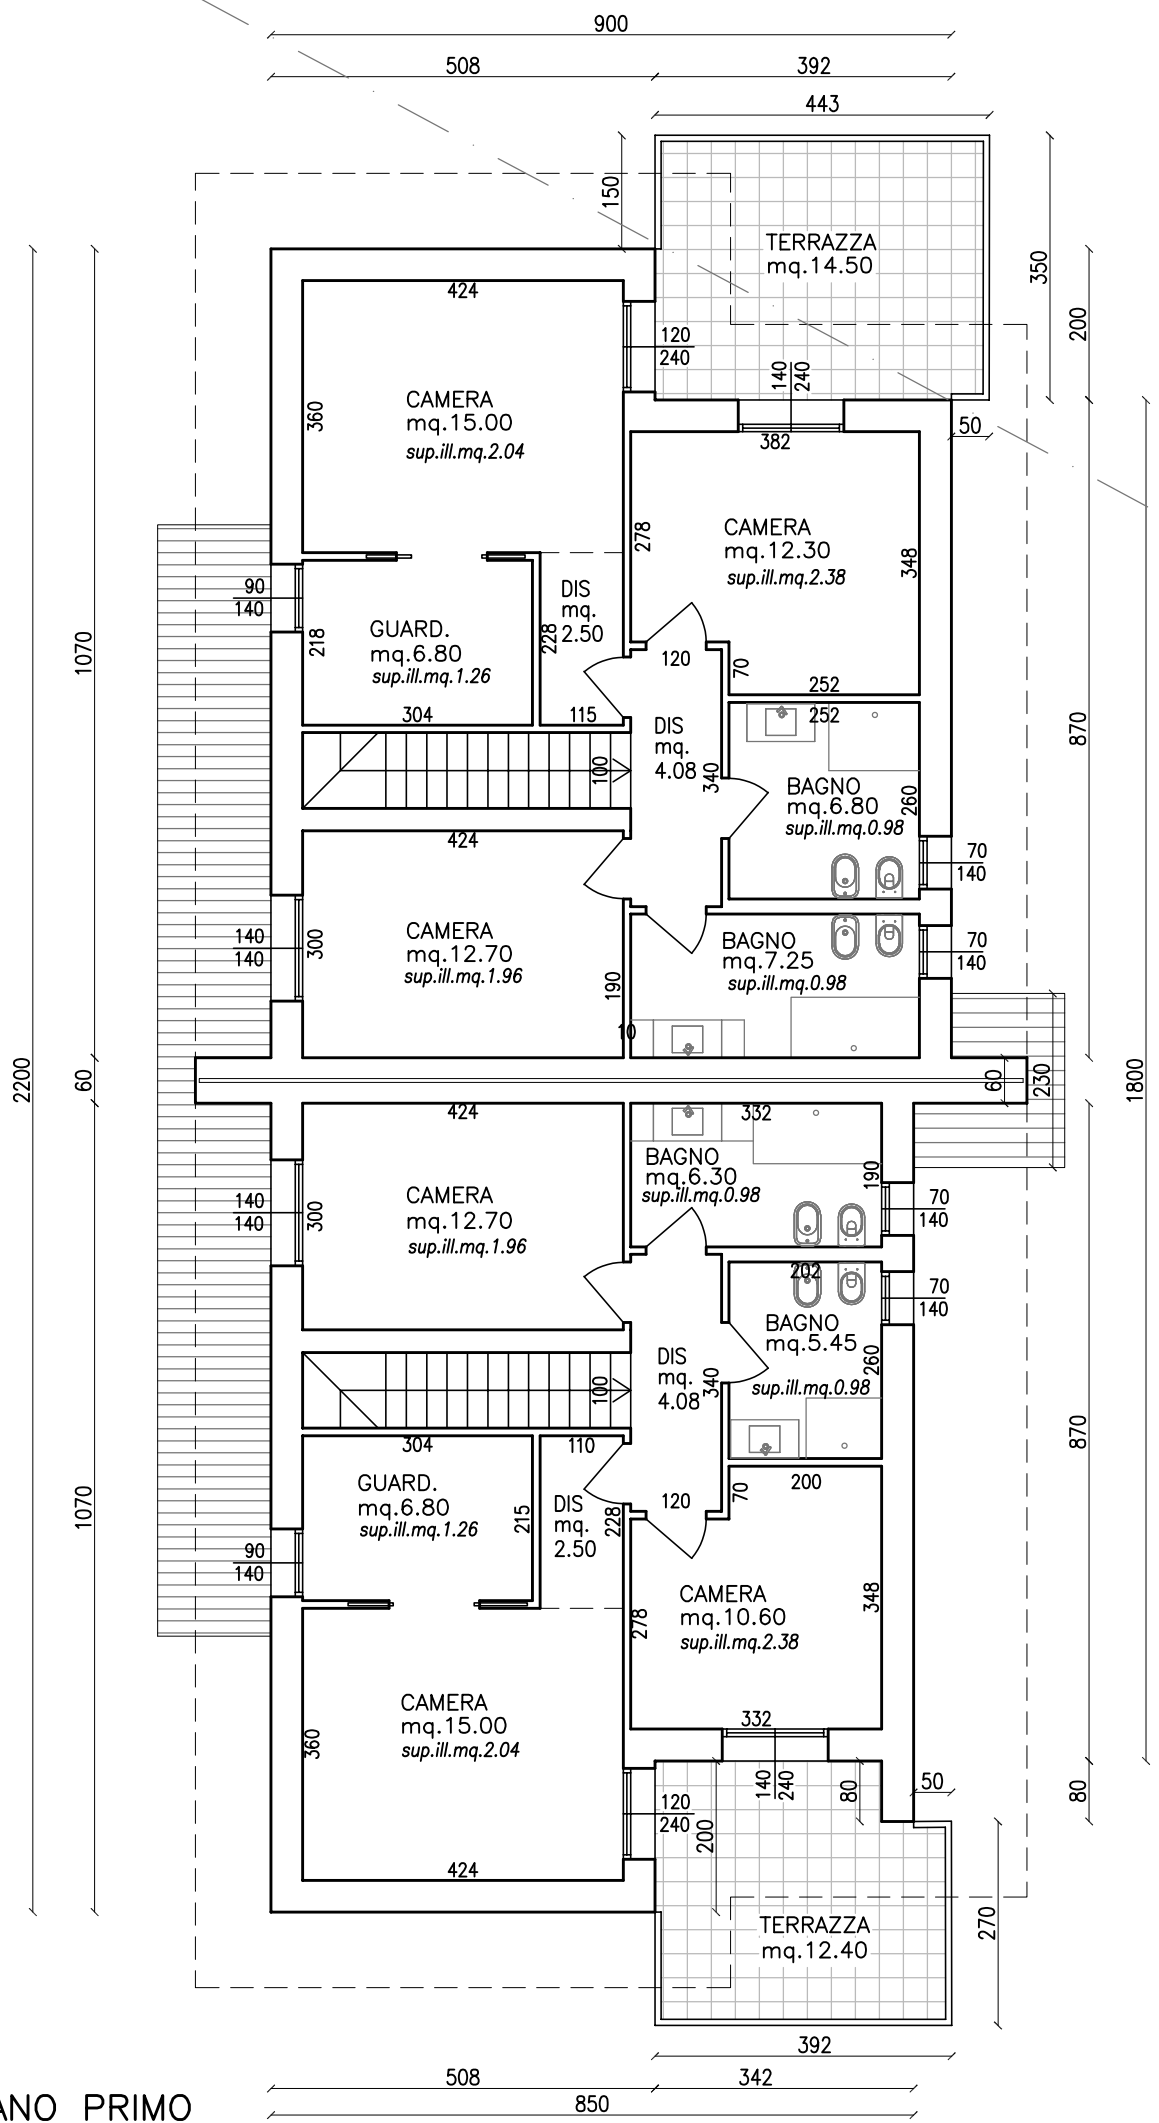 900
508
392
443
150
TERRAZZA
mq.14.50
350
200
424
120
240
140
240
CAMERA
mq.15.00
sup.ill.mq.2.04
360
50
382
278
CAMERA
mq.12.30
sup.ill.mq.2.38
348
90
140
DIS
mq.
2.50
218
GUARD.
mq.6.80
sup.ill.mq.1.26
228
120
70
252
1070
304
115
252
DIS
mq.
4.08
870
100
340
BAGNO
mq.6.80
sup.ill.mq.0.98
260
424
70
140
CAMERA
mq.12.70
sup.ill.mq.1.96
140
140
300
190
BAGNO
mq.7.25
sup.ill.mq.0.98
70
140
10
2200
60
60
230
1800
424
332
BAGNO
mq.6.30
sup.ill.mq.0.98
190
CAMERA
mq.12.70
sup.ill.mq.1.96
140
140
300
70
140
202
70
140
BAGNO
mq.5.45
sup.ill.mq.0.98
260
DIS
mq.
4.08
100
340
870
304
110
200
70
GUARD.
mq.6.80
sup.ill.mq.1.26
215
DIS
mq.
2.50
228
120
1070
90
140
CAMERA
mq.10.60
sup.ill.mq.2.38
278
348
CAMERA
mq.15.00
sup.ill.mq.2.04
360
332
140
240
80
50
80
120
240
200
424
TERRAZZA
mq.12.40
270
392
508
342
850
ANO PRIMO